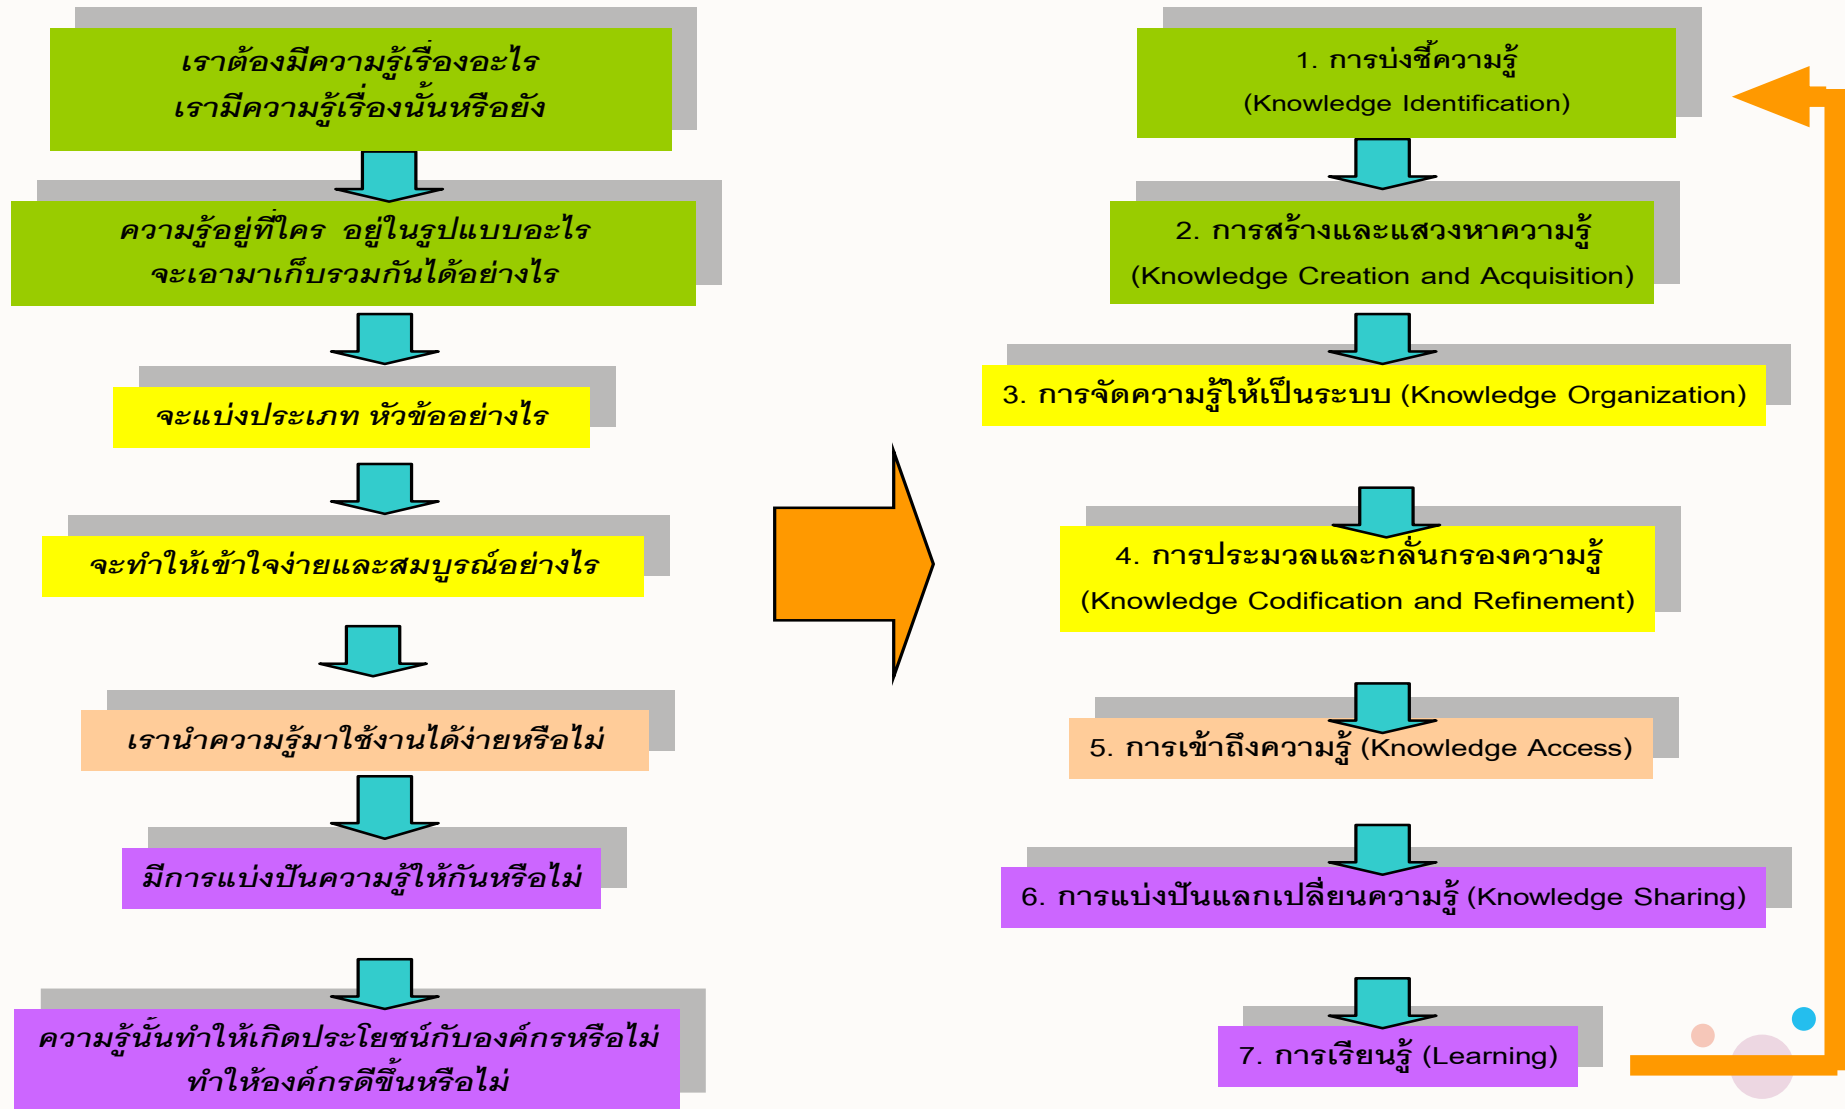 เราต้องมีความรู้เรื่องอะไร
เรามีความรู้เรื่องนั้นหรือยัง
ความรู้อยู่ที่ใคร อยู่ในรูปแบบอะไร
จะเอามาเก็บรวมกันได้อย่างไร
จะแบ่งประเภท หัวข้ออย่างไร
จะทำให้เข้าใจง่ายและสมบูรณ์อย่างไร
เรานำความรู้มาใช้งานได้ง่ายหรือไม่
มีการแบ่งปันความรู้ให้กันหรือไม่
ความรู้นั้นทำให้เกิดประโยชน์กับองค์กรหรือไม่
ทำให้องค์กรดีขึ้นหรือไม่
1. การบ่งชี้ความรู้
(Knowledge Identification)
2. การสร้างและแสวงหาความรู้
(Knowledge Creation and Acquisition)
3. การจัดความรู้ให้เป็นระบบ (Knowledge Organization)
4. การประมวลและกลั่นกรองความรู้
(Knowledge Codification and Refinement)
5. การเข้าถึงความรู้ (Knowledge Access)
6. การแบ่งปันแลกเปลี่ยนความรู้ (Knowledge Sharing)
7. การเรียนรู้ (Learning)